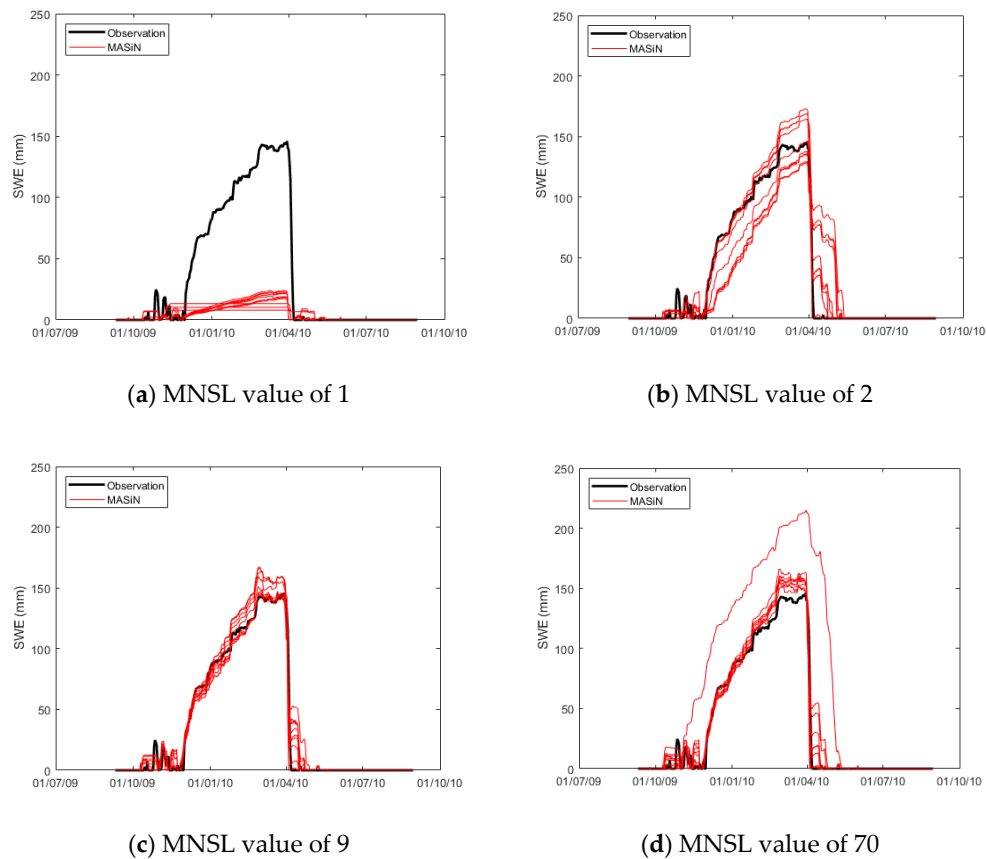 250
200
150
100
50
0
SWE (mm)
Observation
MASiN
01/07/09 01/10/09 01/01/10 01/04/10 01/07/10 01/10/10
(a) MNSL value of 1
250
200
150
100
50
0
SWE (mm)
Observation
MASiN
01/07/09 01/10/09 01/01/10 01/04/10 01/07/10 01/10/10
(b) MNSL value of 2
250
200
150
100
50
0
SWE (mm)
Observation
MASiN
01/07/09 01/10/09 01/01/10 01/04/10 01/07/10 01/10/10
(c) MNSL value of 9
250
200
150
100
50
0
SWE (mm)
Observation
MASiN
01/07/09 01/10/09 01/01/10 01/04/10 01/07/10 01/10/10
(d) MNSL value of 70